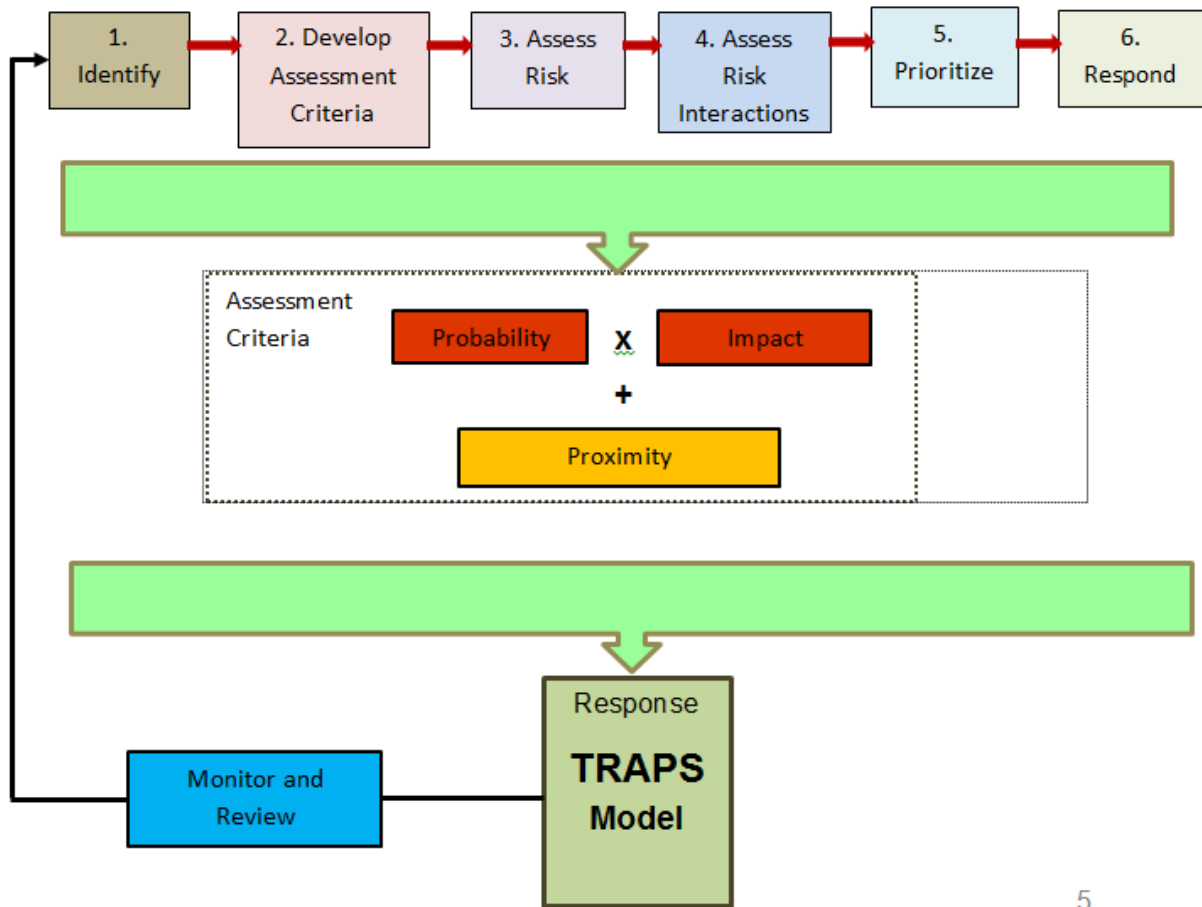 1.
Identify
2. Develop
Assessment
Criteria
3. Assess
Risk
4. Assess
Risk
Interactions
5.
Prioritize
6.
Respond
Assessment
Criteria
Probability
x
Impact
+
Proximity
Response
TRAPS
Model
Monitor and
Review
5